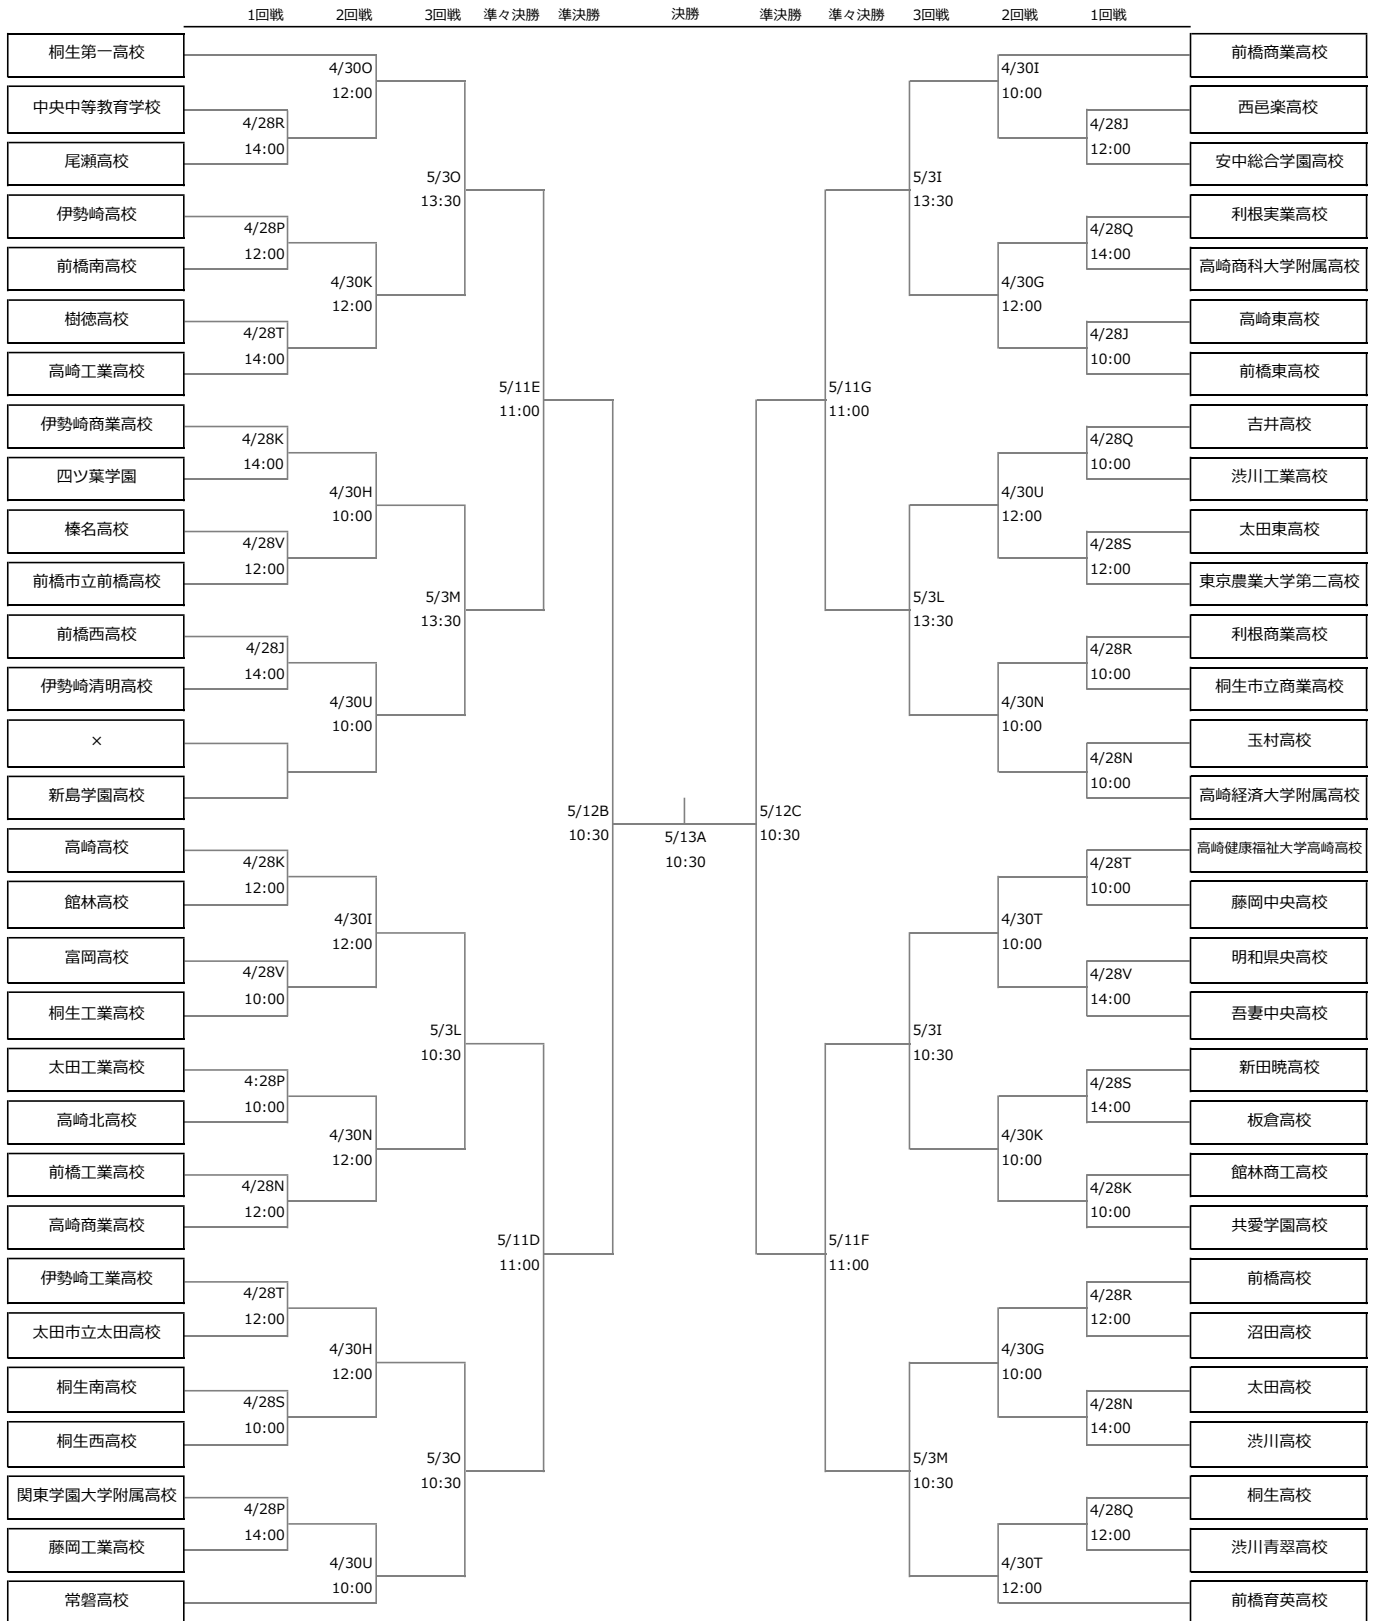 1回戦 2回戦 3回戦 準々決勝 準決勝 決勝 準決勝 準々決勝 3回戦 2回戦 1回戦
桐生第一高校
中央中等教育学校
尾瀬高校
伊勢崎高校
前橋南高校
樹徳高校
高崎工業高校
伊勢崎商業高校
四ツ葉学園
榛名高校
前橋市立前橋高校
前橋西高校
伊勢崎清明高校
×
新島学園高校
高崎高校
館林高校
富岡高校
桐生工業高校
太田工業高校
高崎北高校
前橋工業高校
高崎商業高校
伊勢崎工業高校
太田市立太田高校
桐生南高校
桐生西高校
関東学園大学附属高校
藤岡工業高校
常磐高校
4/28R
14:00
4/28P
12:00
4/28T
14:00
4/28K
14:00
4/28V
12:00
4/28J
14:00
4/28K
12:00
4/28V
10:00
4:28P
10:00
4/28N
12:00
4/28T
12:00
4/28S
10:00
4/28P
14:00
4/30O
12:00
4/30K
12:00
4/30H
10:00
4/30U
10:00
4/30I
12:00
4/30N
12:00
4/30H
12:00
4/30U
10:00
5/3O
13:30
5/3M
13:30
5/3L
10:30
5/3O
10:30
5/11E
11:00
5/11D
11:00
5/12B
10:30
5/13A
10:30
5/12C
10:30
5/11G
11:00
5/11F
11:00
5/3I
13:30
5/3L
13:30
5/3I
10:30
5/3M
10:30
4/30I
10:00
4/30G
12:00
4/30U
12:00
4/30N
10:00
4/30T
10:00
4/30K
10:00
4/30G
10:00
4/30T
12:00
4/28J
12:00
4/28Q
14:00
4/28J
10:00
4/28Q
10:00
4/28S
12:00
4/28R
10:00
4/28N
10:00
4/28T
10:00
4/28V
14:00
4/28S
14:00
4/28K
10:00
4/28R
12:00
4/28N
14:00
4/28Q
12:00
前橋商業高校
西邑楽高校
安中総合学園高校
利根実業高校
高崎商科大学附属高校
高崎東高校
前橋東高校
吉井高校
渋川工業高校
太田東高校
東京農業大学第二高校
利根商業高校
桐生市立商業高校
玉村高校
高崎経済大学附属高校
高崎健康福祉大学高崎高校
藤岡中央高校
明和県央高校
吾妻中央高校
新田暁高校
板倉高校
館林商工高校
共愛学園高校
前橋高校
沼田高校
太田高校
渋川高校
桐生高校
渋川青翠高校
前橋育英高校